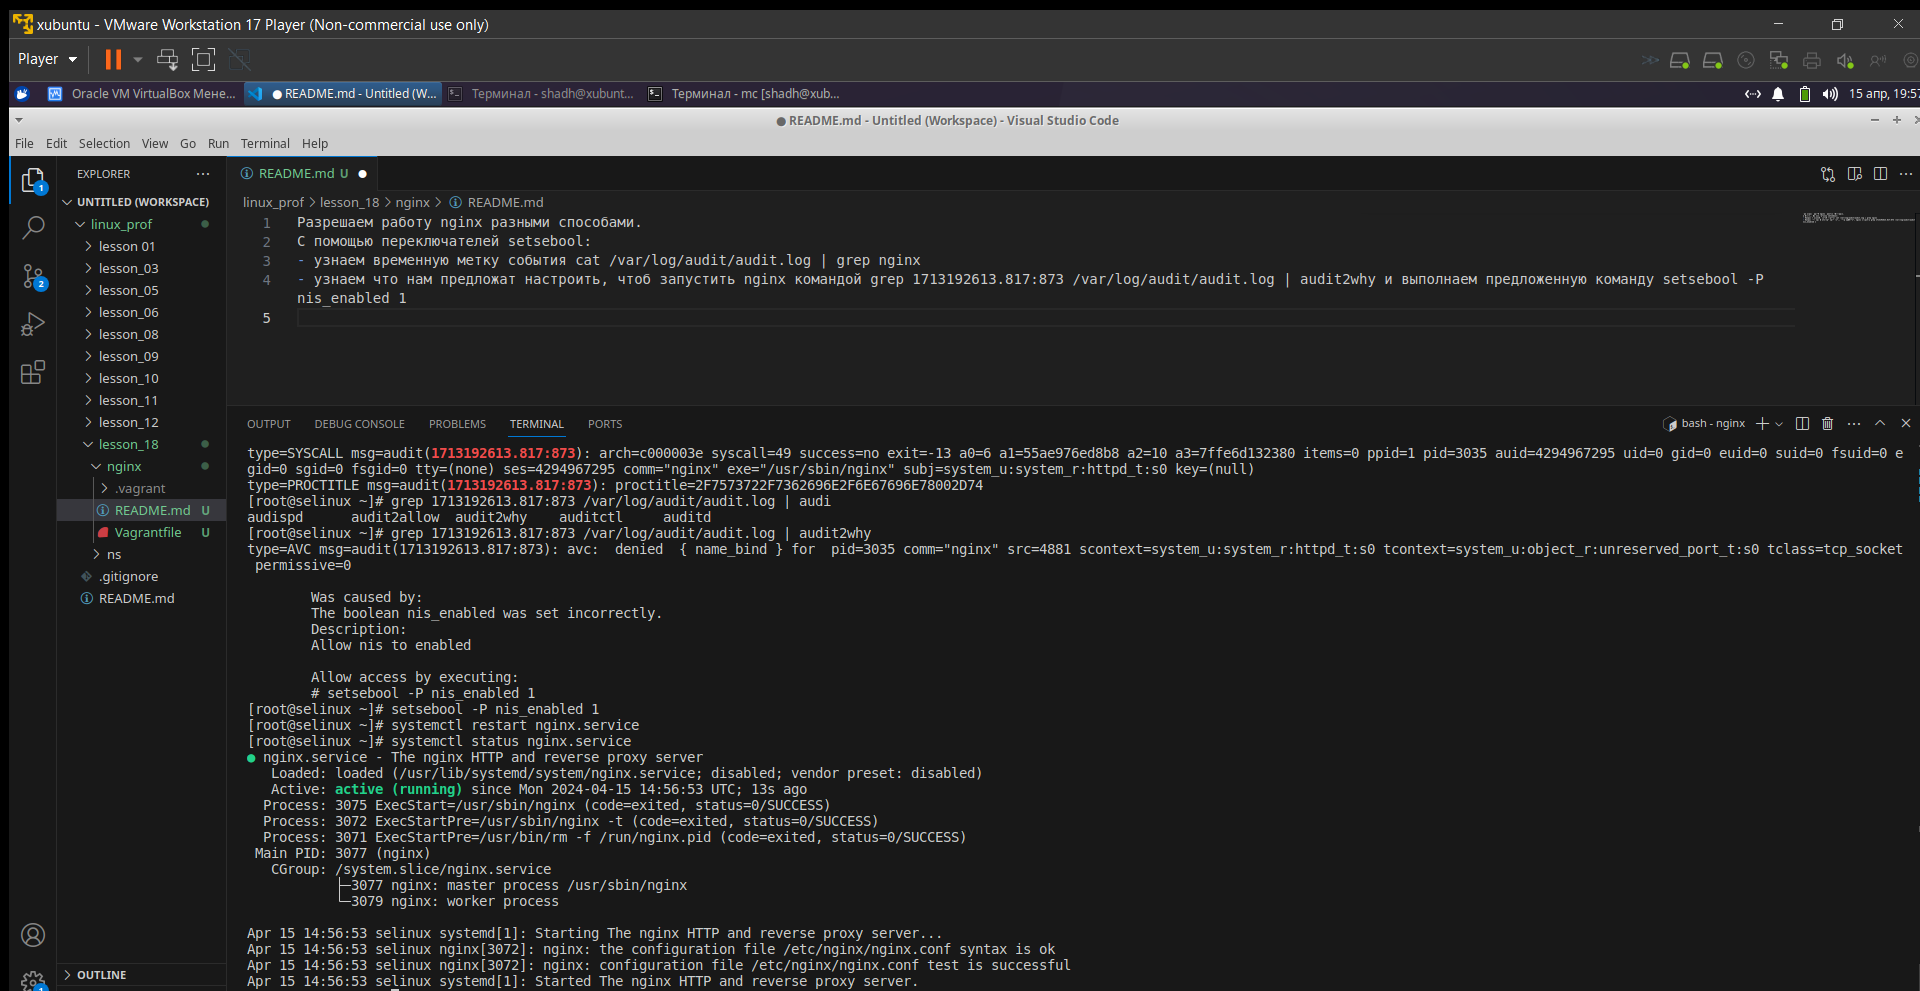 xubuntu - VMware Workstation 17 Player (Non-commercial use only)
Player
Oracle VM VirtualBox Мене...
README.md - Untitled (W...
Терминал - shadh@xubunt...
Терминал - mc [shadh@xub...
15 апр, 19:57
README.md - Untitled (Workspace) - Visual Studio Code
File Edit Selection View Go Run Terminal Help
EXPLORER
README.md U
UNTITLED (WORKSPACE)
linux_prof > lesson_18 > nginx > README.md
linux_prof
lesson 01
lesson_03
lesson_05
lesson_06
lesson_08
lesson_09
lesson_10
lesson_11
lesson_12
lesson_18
nginx
.vagrant
README.md U
Vagrantfile U
ns
.gitignore
README.md
OUTLINE
1 Разрешаем работу nginx разными способами.
2 С помощью переключателей setsebool:
3 - узнаем временную метку события cat /var/log/audit/audit.log | grep nginx
4 - узнаем что нам предложат настроить, чтоб запустить nginx командой grep 1713192613.817:873 /var/log/audit/audit.log | audit2why и выполнаем предложенную команду setsebool -P
nis_enabled 1
5
OUTPUT DEBUG CONSOLE PROBLEMS TERMINAL PORTS
bash - nginx
type=SYSCALL msg=audit(1713192613.817:873): arch=c000003e syscall=49 success=no exit=-13 a0=6 a1=55ae976ed8b8 a2=10 a3=7ffe6d132380 items=0 ppid=1 pid=3035 auid=4294967295 uid=0 gid=0 euid=0 suid=0 fsuid=0 e
gid=0 sgid=0 fsgid=0 tty=(none) ses=4294967295 comm="nginx" exe="/usr/sbin/nginx" subj=system_u:system_r:httpd_t:s0 key=(null)
type=PROCTITLE msg=audit(1713192613.817:873): proctitle=2F7573722F7362696E2F6E67696E78002D74
[root@selinux ~]# grep 1713192613.817:873 /var/log/audit/audit.log | audi
audispd audit2allow audit2why auditctl auditd
[root@selinux ~]# grep 1713192613.817:873 /var/log/audit/audit.log | audit2why
type=AVC msg=audit(1713192613.817:873): avc: denied { name_bind } for pid=3035 comm="nginx" src=4881 scontext=system_u:system_r:httpd_t:s0 tcontext=system_u:object_r:unreserved_port_t:s0 tclass=tcp_socket
permissive=0
Was caused by:
The boolean nis_enabled was set incorrectly.
Description:
Allow nis to enabled
Allow access by executing:
# setsebool -P nis_enabled 1
[root@selinux ~]# setsebool -P nis_enabled 1
[root@selinux ~]# systemctl restart nginx.service
[root@selinux ~]# systemctl status nginx.service
● nginx.service - The nginx HTTP and reverse proxy server
Loaded: loaded (/usr/lib/systemd/system/nginx.service; disabled; vendor preset: disabled)
Active: active (running) since Mon 2024-04-15 14:56:53 UTC; 13s ago
Process: 3075 ExecStart=/usr/sbin/nginx (code=exited, status=0/SUCCESS)
Process: 3072 ExecStartPre=/usr/sbin/nginx -t (code=exited, status=0/SUCCESS)
Process: 3071 ExecStartPre=/usr/bin/rm -f /run/nginx.pid (code=exited, status=0/SUCCESS)
Main PID: 3077 (nginx)
CGroup: /system.slice/nginx.service
├─3077 nginx: master process /usr/sbin/nginx
└─3079 nginx: worker process
Apr 15 14:56:53 selinux systemd[1]: Starting The nginx HTTP and reverse proxy server...
Apr 15 14:56:53 selinux nginx[3072]: nginx: the configuration file /etc/nginx/nginx.conf syntax is ok
Apr 15 14:56:53 selinux nginx[3072]: nginx: configuration file /etc/nginx/nginx.conf test is successful
Apr 15 14:56:53 selinux systemd[1]: Started The nginx HTTP and reverse proxy server.